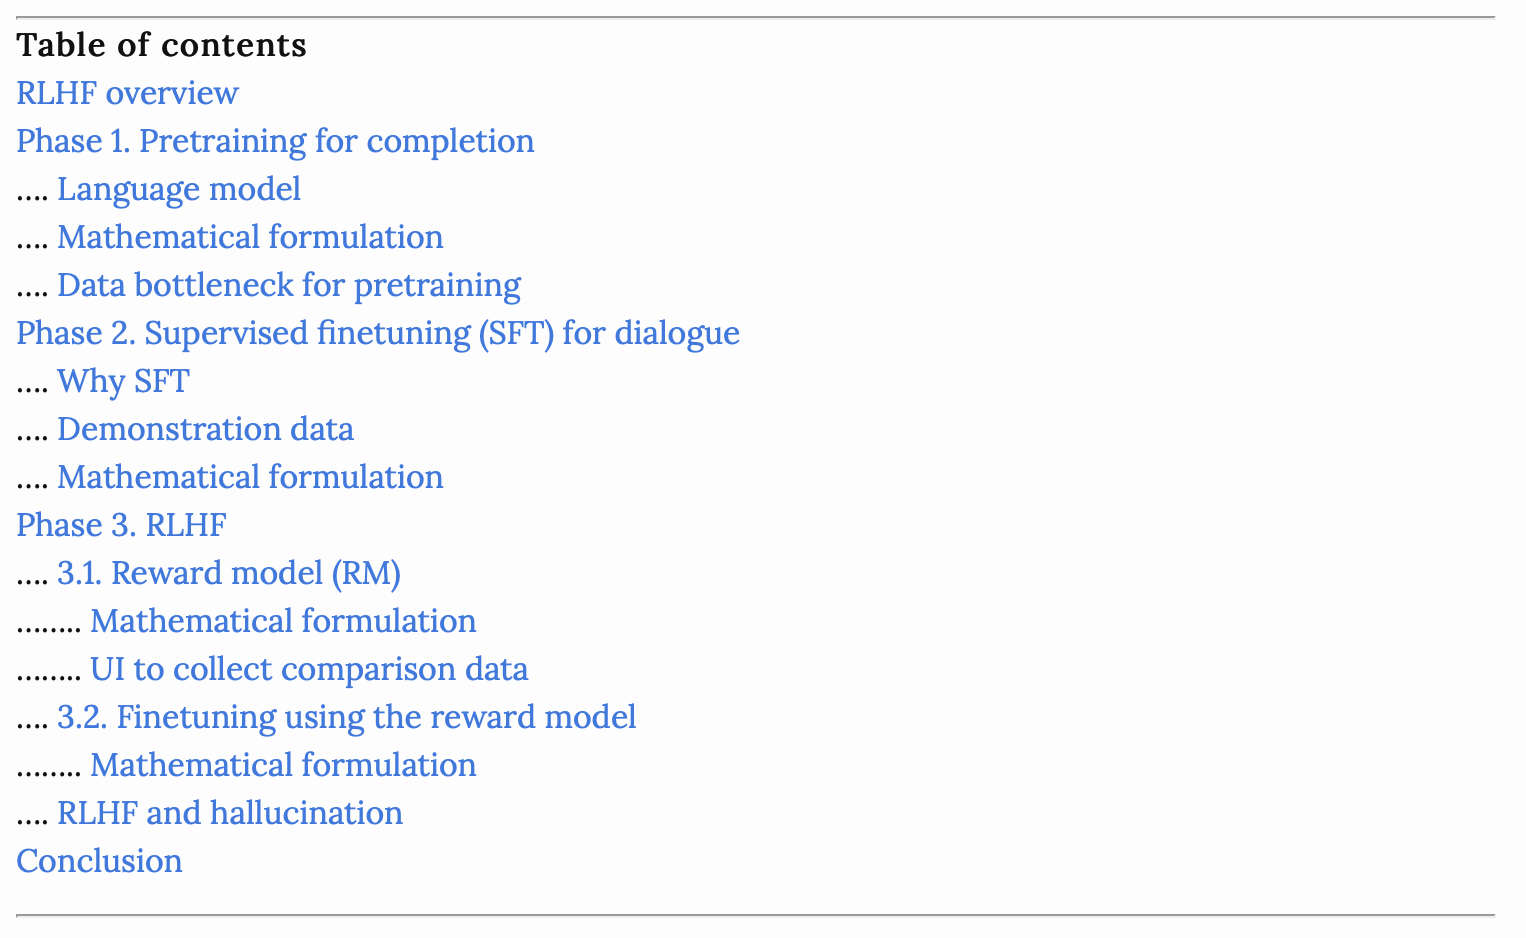 Table of contents
RLHF overview
Phase 1. Pretraining for completion
…. Language model
…. Mathematical formulation
…. Data bottleneck for pretraining
Phase 2. Supervised finetuning (SFT) for dialogue
…. Why SFT
…. Demonstration data
…. Mathematical formulation
Phase 3. RLHF
…. 3.1. Reward model (RM)
…….. Mathematical formulation
…….. UI to collect comparison data
…. 3.2. Finetuning using the reward model
…….. Mathematical formulation
…. RLHF and hallucination
Conclusion